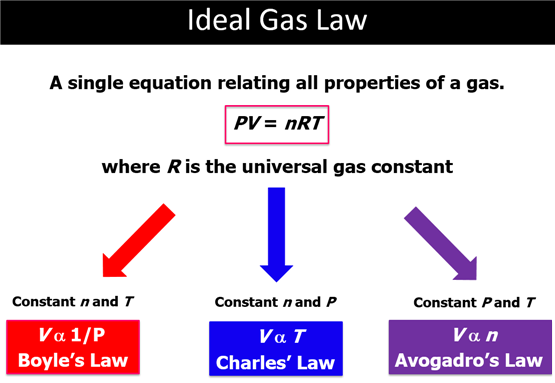 Ideal Gas Law
A single equation relating all properties of a gas.
PV = nRT
where R is the universal gas constant
Constant n and T
V α 1/P
Boyle’s Law
Constant n and P
V α T
Charles’ Law
Constant P and T
V α n
Avogadro’s Law